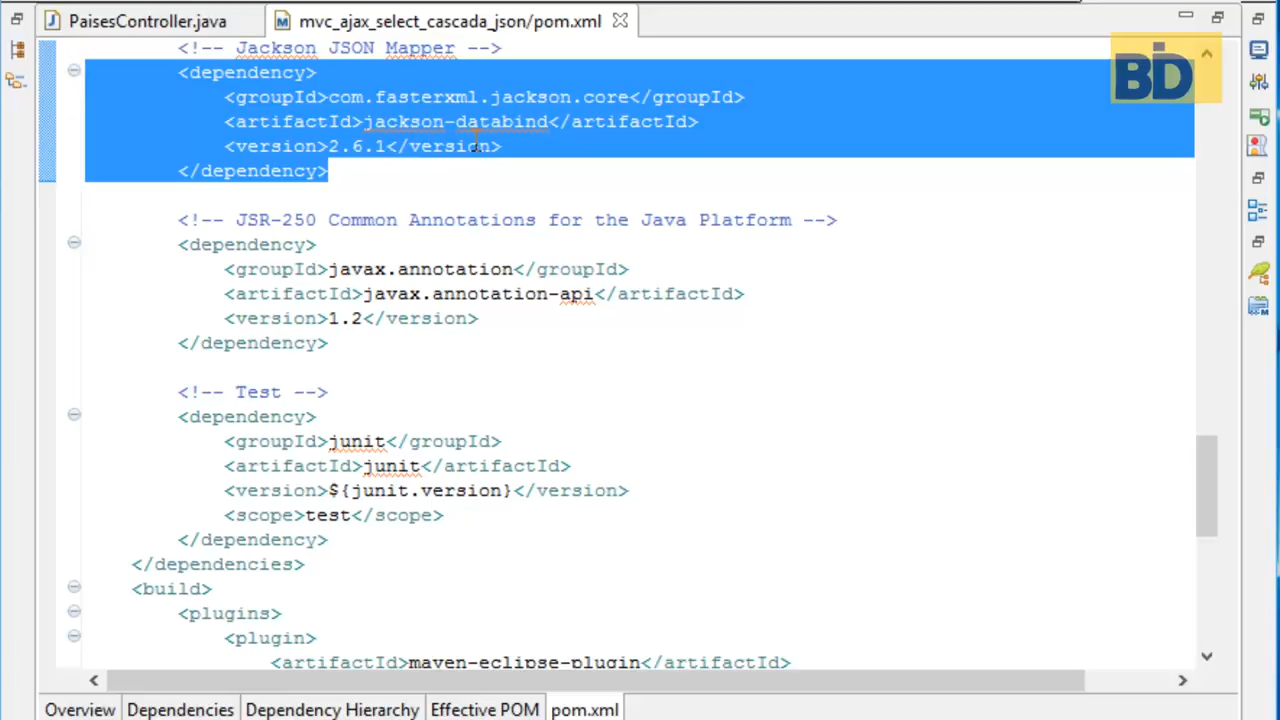 PaisesController.java
mvc_ajax_select_cascada_json/pom.xml
<!-- Jackson JSON Mapper -->
<dependency>
<groupId>com.fasterxml.jackson.core</groupId>
<artifactId>jackson-databind</artifactId>
<version>2.6.1</version>
</dependency>
<!-- JSR-250 Common Annotations for the Java Platform -->
<dependency>
<groupId>javax.annotation</groupId>
<artifactId>javax.annotation-api</artifactId>
<version>1.2</version>
</dependency>
<!-- Test -->
<dependency>
<groupId>junit</groupId>
<artifactId>junit</artifactId>
<version>${junit.version}</version>
<scope>test</scope>
</dependency>
</dependencies>
<build>
<plugins>
<plugin>
<artifactId>maven-eclipse-plugin</artifactId>
Overview
Dependencies
Dependency Hierarchy
Effective POM
pom.xml
BD